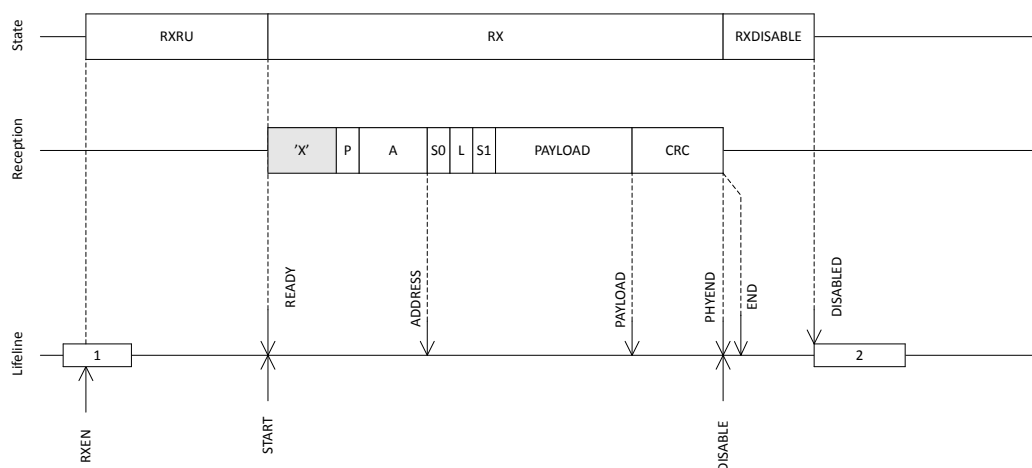 State
RXRU
RX
RXDISABLE
Reception
'X'
P
A
S0
L
S1
PAYLOAD
CRC
READY
ADDRESS
PAYLOAD
PHYEND
END
DISABLED
Lifeline
1
2
RXEN
START
DISABLE